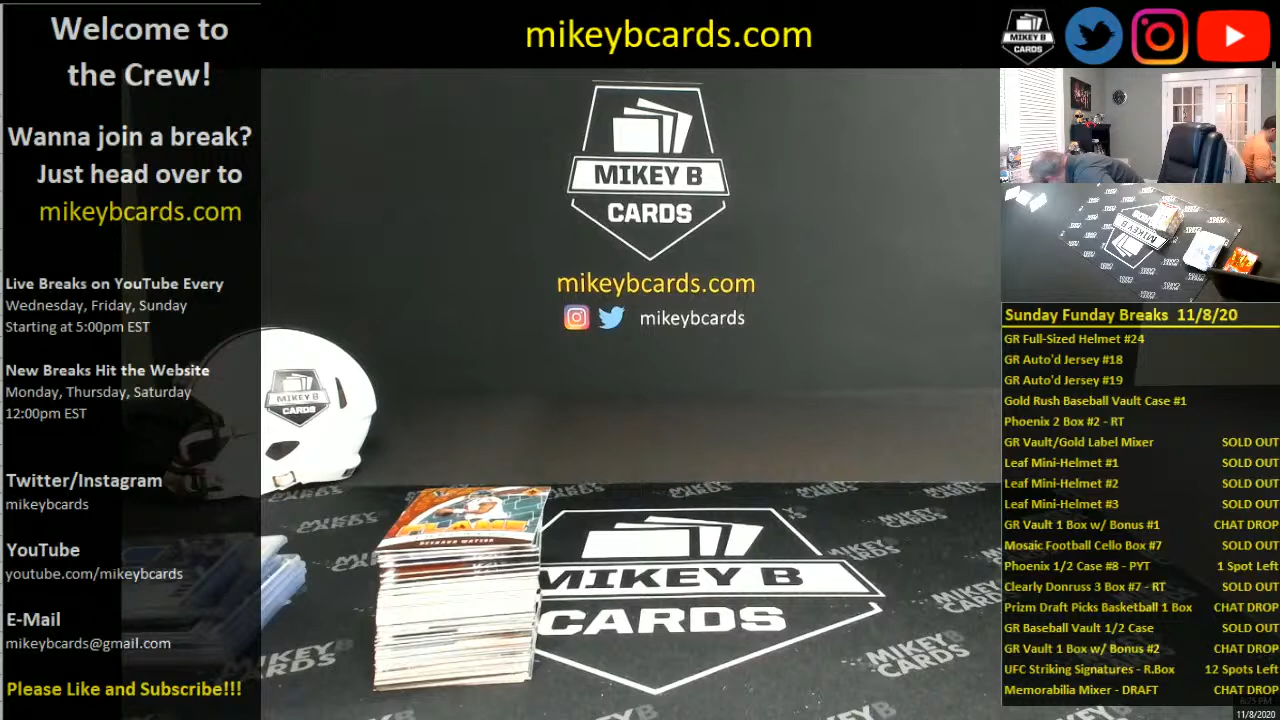 Welcome to
the Crew!
Wanna join a break?
Just head over to
mikeybcards.com
Live Breaks on YouTube Every
Wednesday, Friday, Sunday
Starting at 5:00pm EST
New Breaks Hit the Website
Monday, Thursday, Saturday
12:00pm EST
Twitter/Instagram
mikeybcards
YouTube
youtube.com/mikeybcards
E-Mail
mikeybcards@gmail.com
Please Like and Subscribe!!!
mikeybcards.com
MIKEY B
CARDS
mikeybcards.com
mikeybcards
MIKEY B
CARDS
MIKEY B
CARDS
MIKEY B
CARDS
MIKEY B
Sunday Funday Breaks 11/8/20
GR Full-Sized Helmet #24
GR Auto'd Jersey #18
GR Auto'd Jersey #19
Gold Rush Baseball Vault Case #1
Phoenix 2 Box #2 - RT
GR Vault/Gold Label Mixer SOLD OUT
Leaf Mini-Helmet #1 SOLD OUT
Leaf Mini-Helmet #2 SOLD OUT
Leaf Mini-Helmet #3 SOLD OUT
GR Vault 1 Box w/ Bonus #1 CHAT DROP
Mosaic Football Cello Box #7 SOLD OUT
Phoenix 1/2 Case #8 - PYT 1 Spot Left
Clearly Donruss 3 Box #7 - RT SOLD OUT
Prizm Draft Picks Basketball 1 Box CHAT DROP
GR Baseball Vault 1/2 Case SOLD OUT
GR Vault 1 Box w/ Bonus #2 CHAT DROP
UFC Striking Signatures - R.Box 12 Spots Left
Memorabilia Mixer - DRAFT CHAT DROP
6:25 PM
11/8/2020